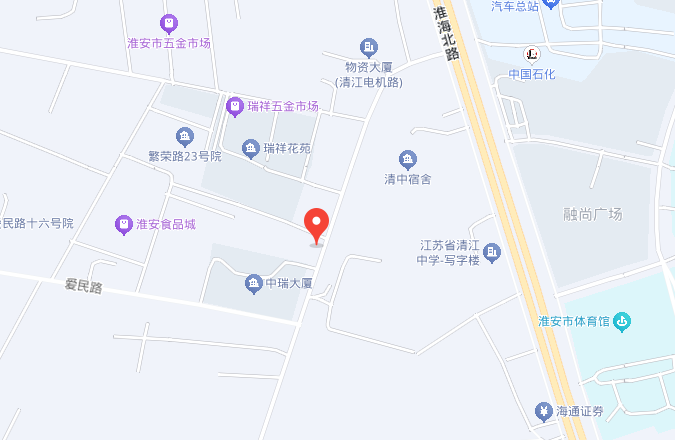 汽车总站
淮海北路
淮安市五金市场
物资大厦
(清江电机路)
中国石化
瑞祥五金市场
繁荣路23号院
瑞祥花苑
清中宿舍
融尚广场
民路十六号院
淮安食品城
江苏省清江
中学-写字楼
爱民路
中瑞大厦
淮安市体育馆
海通证券